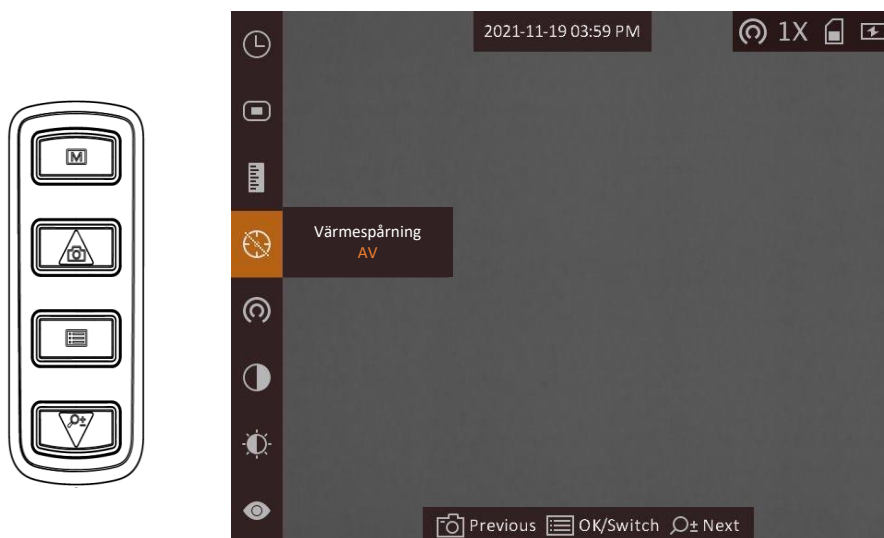 2021-11-19 03:59 PM
1X
M
Värmespårning
AV
Previous OK/Switch ± Next
±